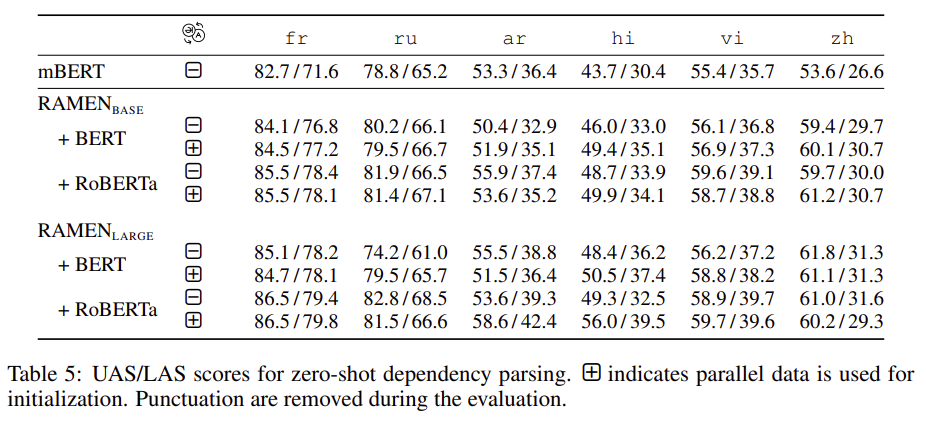 fr ru ar hi vi zh
mBERT ⊟ 82.7/71.6 78.8/65.2 53.3/36.4 43.7/30.4 55.4/35.7 53.6/26.6
RAMEN_BASE
+ BERT
⊟ 84.1/76.8 80.2/66.1 50.4/32.9 46.0/33.0 56.1/36.8 59.4/29.7
⊞ 84.5/77.2 79.5/66.7 51.9/35.1 49.4/35.1 56.9/37.3 60.1/30.7
+ RoBERTa
⊟ 85.5/78.4 81.9/66.5 55.9/37.4 48.7/33.9 59.6/39.1 59.7/30.0
⊞ 85.5/78.1 81.4/67.1 53.6/35.2 49.9/34.1 58.7/38.8 61.2/30.7
RAMEN_LARGE
+ BERT
⊟ 85.1/78.2 74.2/61.0 55.5/38.8 48.4/36.2 56.2/37.2 61.8/31.3
⊞ 84.7/78.1 79.5/65.7 51.5/36.4 50.5/37.4 58.8/38.2 61.1/31.3
+ RoBERTa
⊟ 86.5/79.4 82.8/68.5 53.6/39.3 49.3/32.5 58.9/39.7 61.0/31.6
⊞ 86.5/79.8 81.5/66.6 58.6/42.4 56.0/39.5 59.7/39.6 60.2/29.3
Table 5: UAS/LAS scores for zero-shot dependency parsing. ⊞ indicates parallel data is used for
initialization. Punctuation are removed during the evaluation.